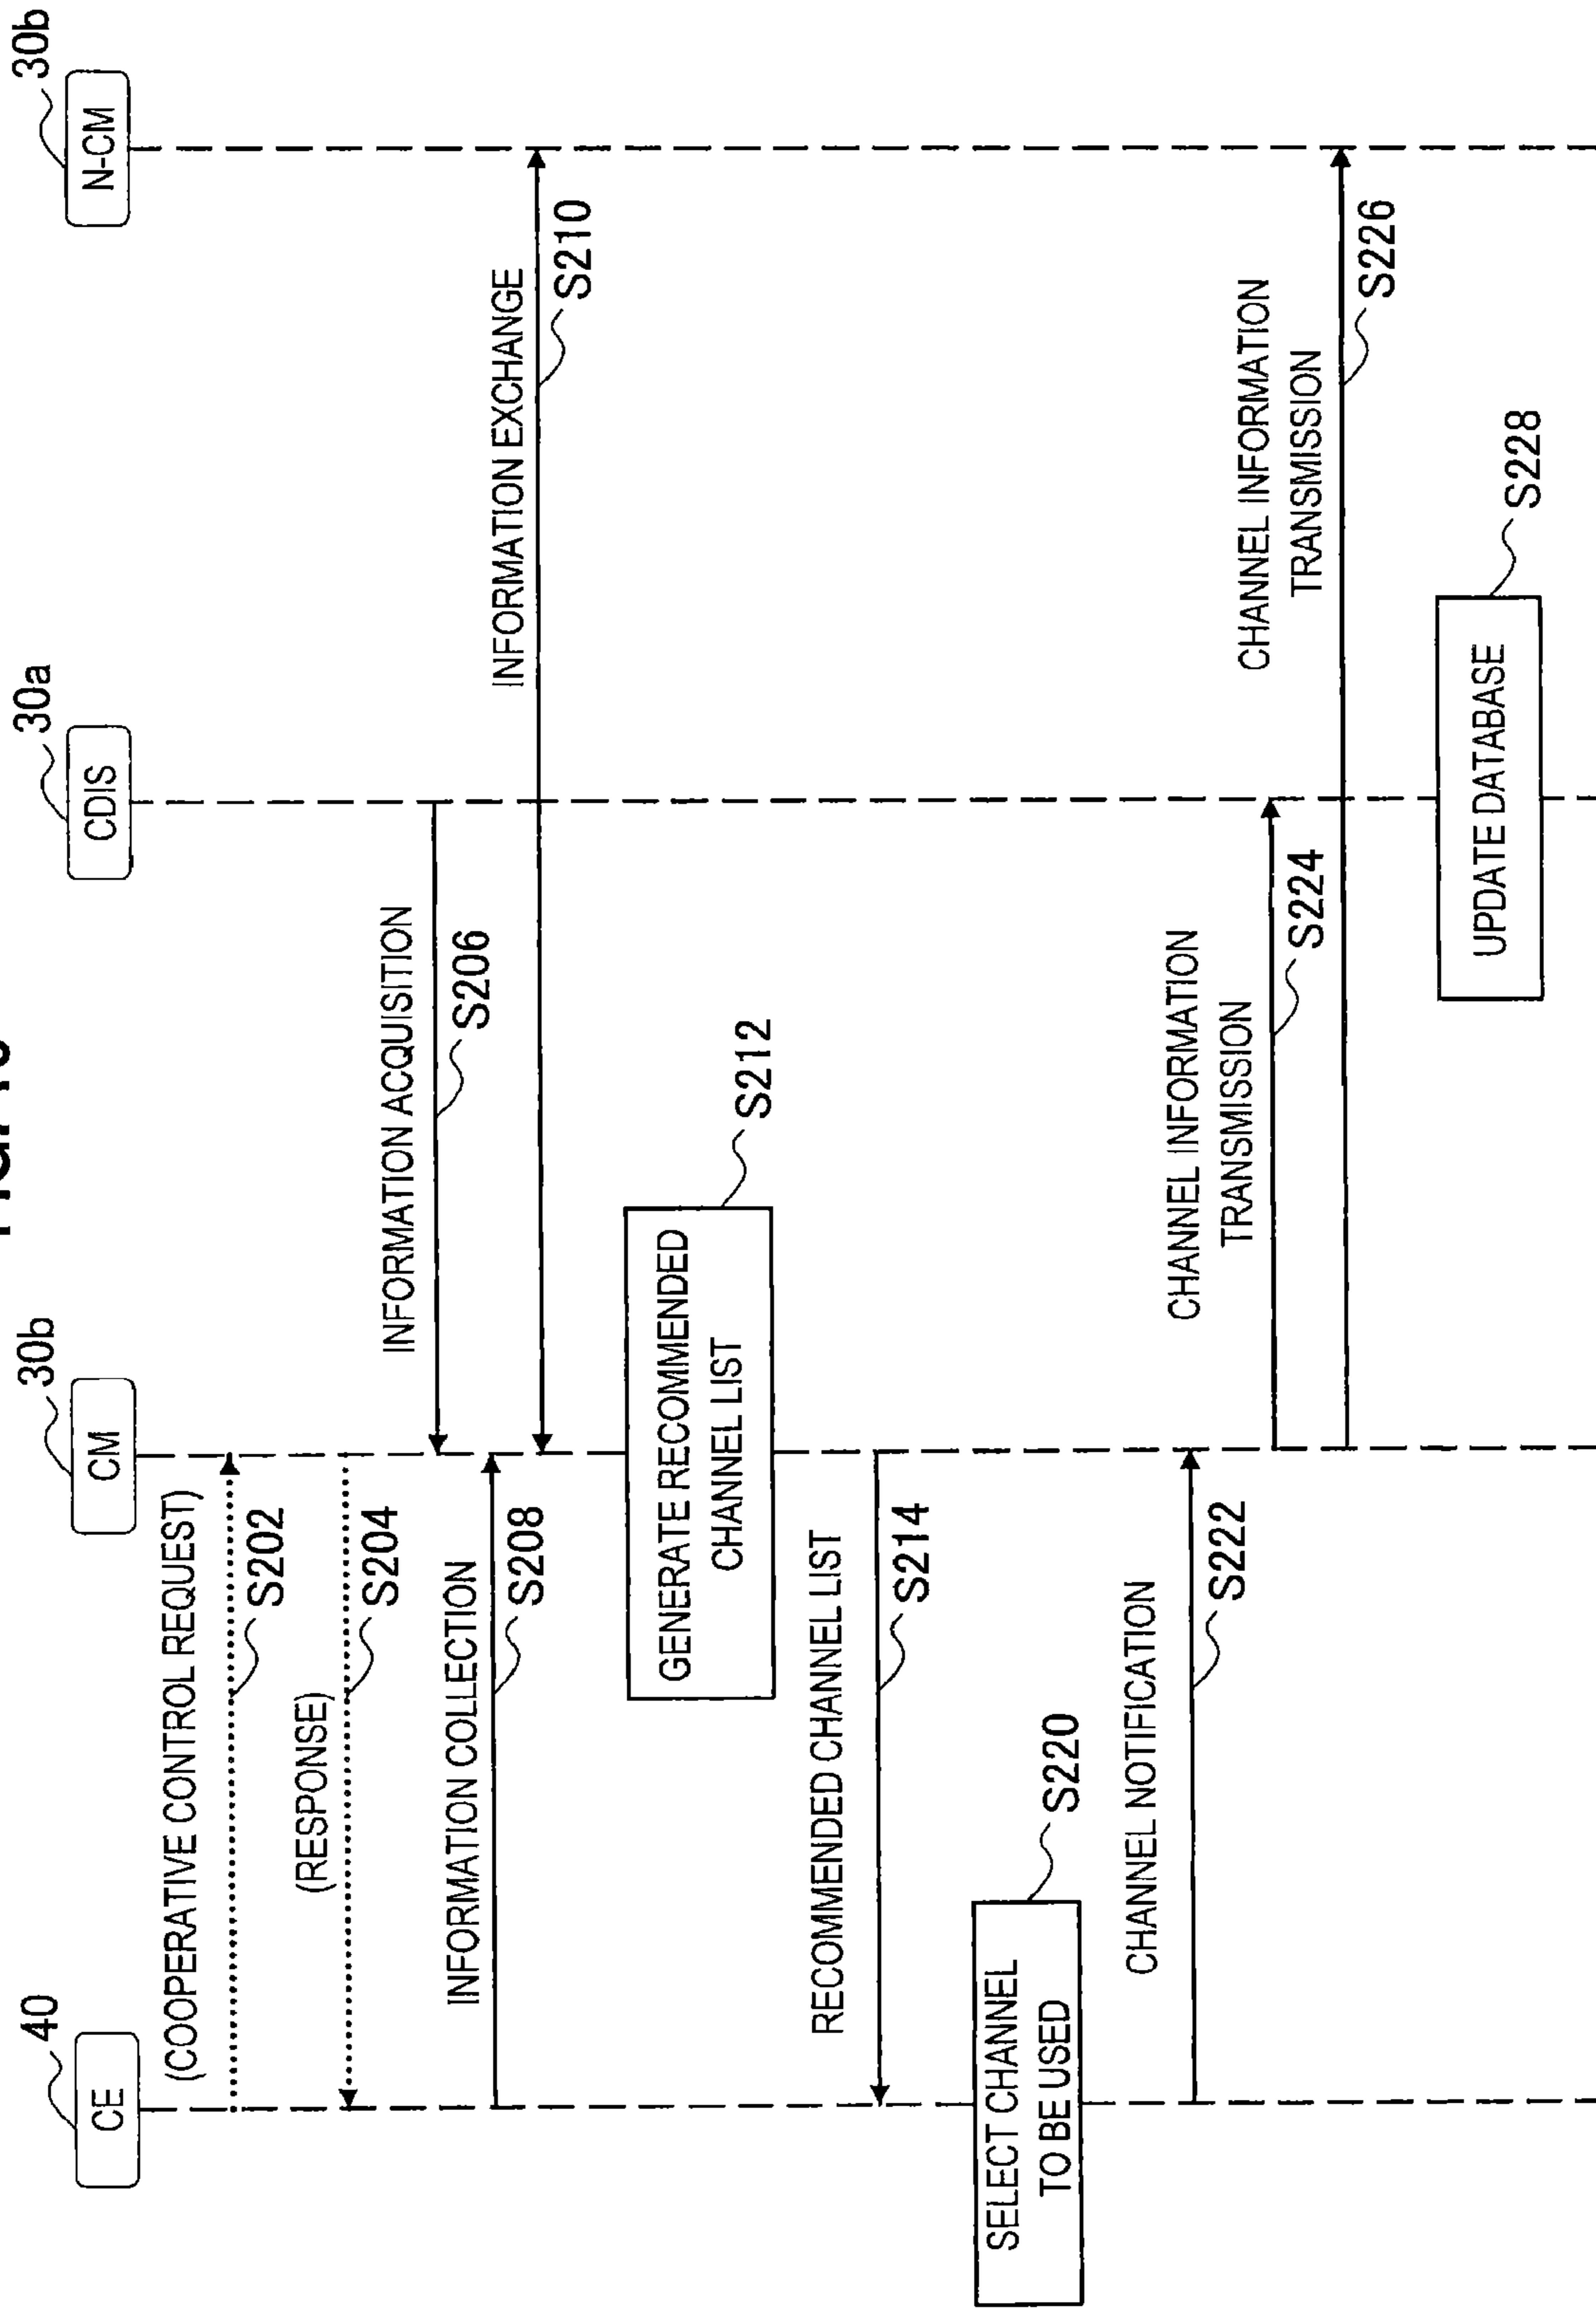 40
CE
30b
CM
30a
CDIS
30b
N-CM
(COOPERATIVE CONTROL REQUEST)
S202
(RESPONSE)
S204
INFORMATION ACQUISITION
S206
INFORMATION COLLECTION
S208
INFORMATION EXCHANGE
S210
GENERATE RECOMMENDED
CHANNEL LIST
S212
RECOMMENDED CHANNEL LIST
S214
SELECT CHANNEL
TO BE USED
S220
CHANNEL NOTIFICATION
S222
CHANNEL INFORMATION
TRANSMISSION
S224
CHANNEL INFORMATION
TRANSMISSION
S226
UPDATE DATABASE
S228